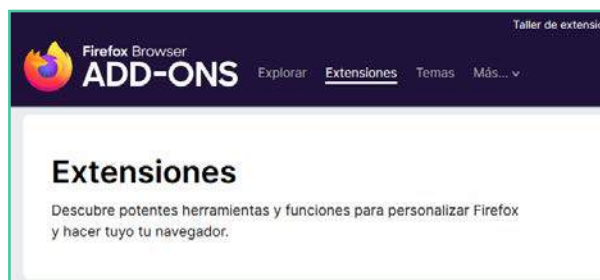 Taller de extensio
Firefox Browser
ADD-ONS
Explorar Extensiones Temas Más...
Extensiones
Descubre potentes herramientas y funciones para personalizar Firefox
y hacer tuyo tu navegador.